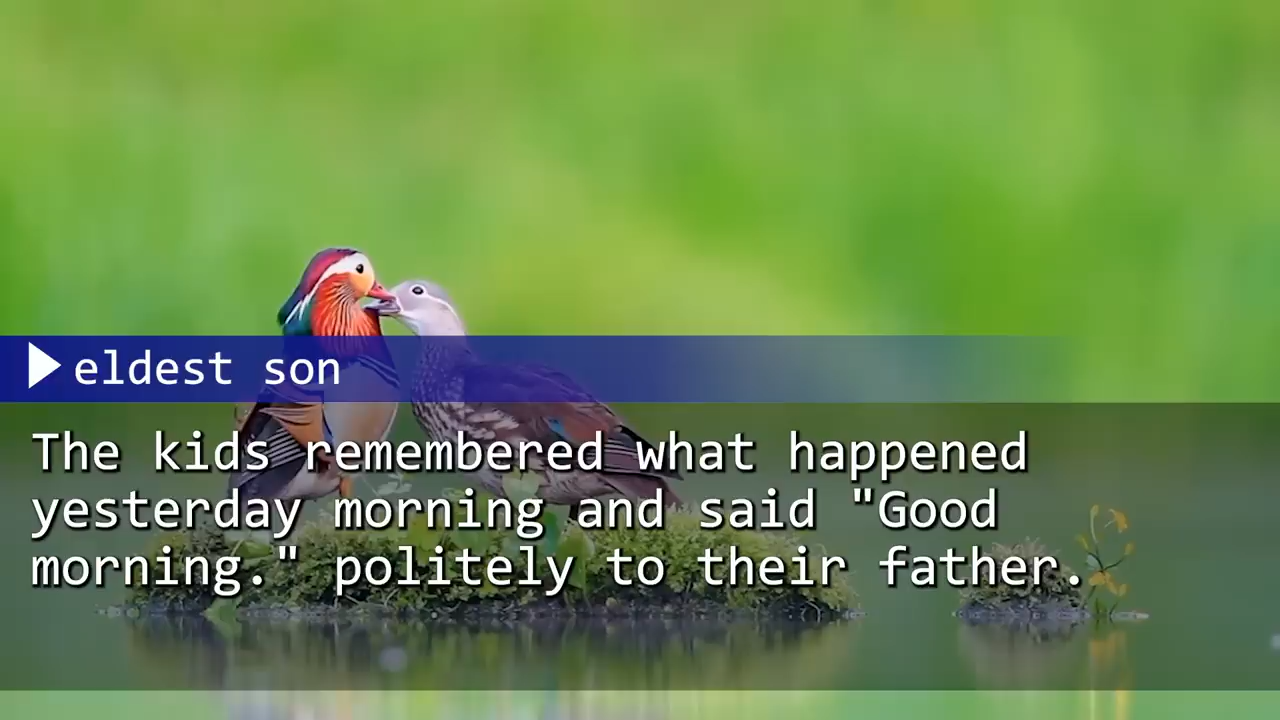 eldest son
The kids remembered what happened
yesterday morning and said "Good
morning." politely to their father.